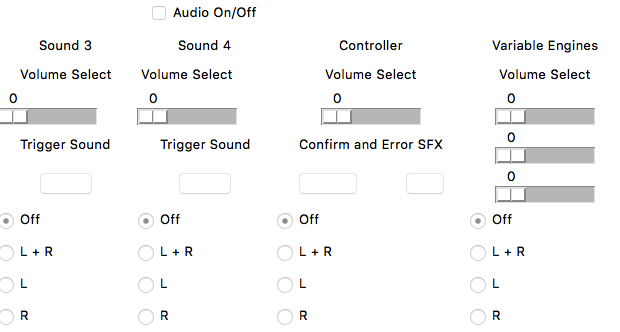 Audio On/Off
Sound 3 Sound 4 Controller Variable Engines
Volume Select Volume Select Volume Select Volume Select
0 0 0 0
Trigger Sound Trigger Sound Confirm and Error SFX 0
0
Off Off Off Off
L + R L + R L + R L + R
L L L L
R R R R